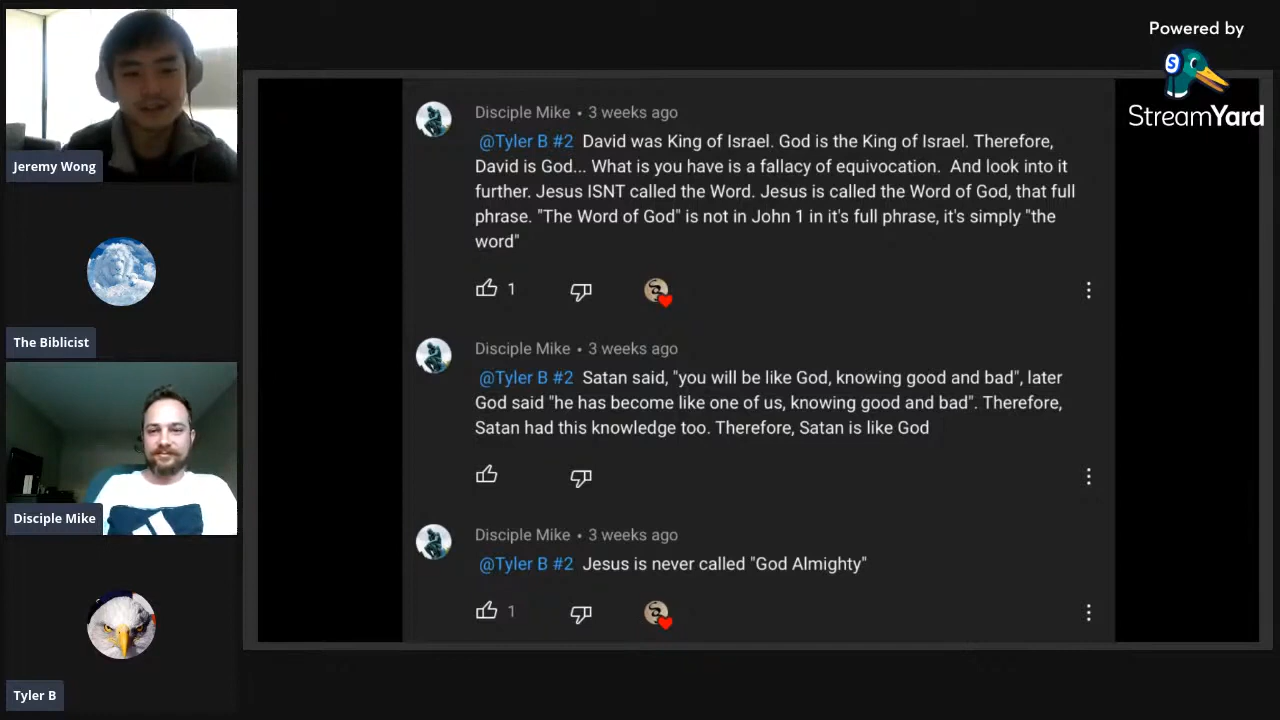 Powered by
StreamYard
Jeremy Wong
The Biblicist
Disciple Mike
Tyler B
Disciple Mike • 3 weeks ago
@Tyler B #2 David was King of Israel. God is the King of Israel. Therefore,
David is God... What is you have is a fallacy of equivocation. And look into it
further. Jesus ISNT called the Word. Jesus is called the Word of God, that full
phrase. "The Word of God" is not in John 1 in it's full phrase, it's simply "the
word"
1
Disciple Mike • 3 weeks ago
@Tyler B #2 Satan said, "you will be like God, knowing good and bad", later
God said "he has become like one of us, knowing good and bad". Therefore,
Satan had this knowledge too. Therefore, Satan is like God
Disciple Mike • 3 weeks ago
@Tyler B #2 Jesus is never called "God Almighty"
1